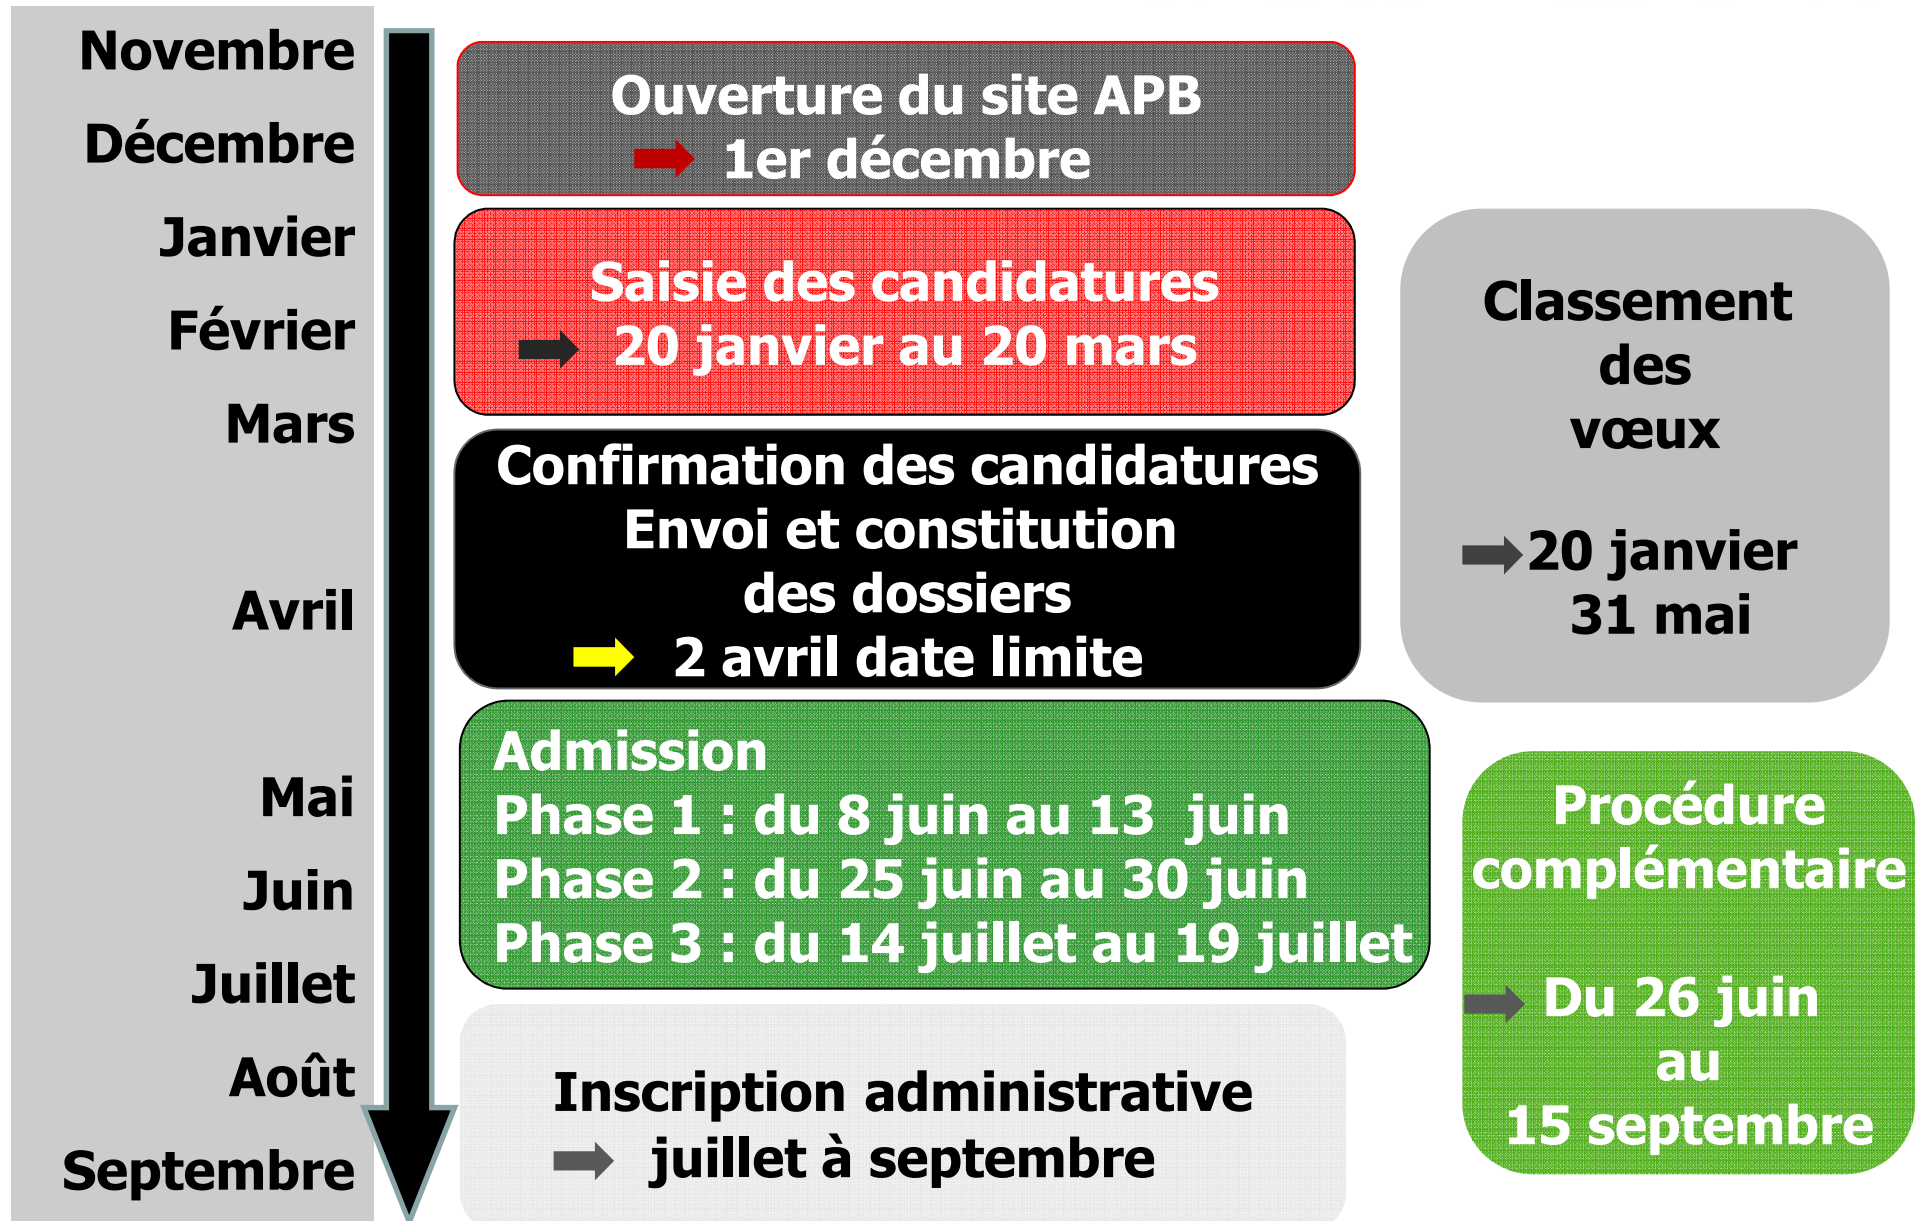 Novembre
Décembre
Janvier
Février
Mars
Avril
Mai
Juin
Juillet
Août
Septembre
Ouverture du site APB
1er décembre
Saisie des candidatures
20 janvier au 20 mars
Confirmation des candidatures
Envoi et constitution
des dossiers
2 avril date limite
Admission
Phase 1 : du 8 juin au 13 juin
Phase 2 : du 25 juin au 30 juin
Phase 3 : du 14 juillet au 19 juillet
Inscription administrative
juillet à septembre
Classement
des
vœux
20 janvier
31 mai
Procédure
complémentaire
Du 26 juin
au
15 septembre